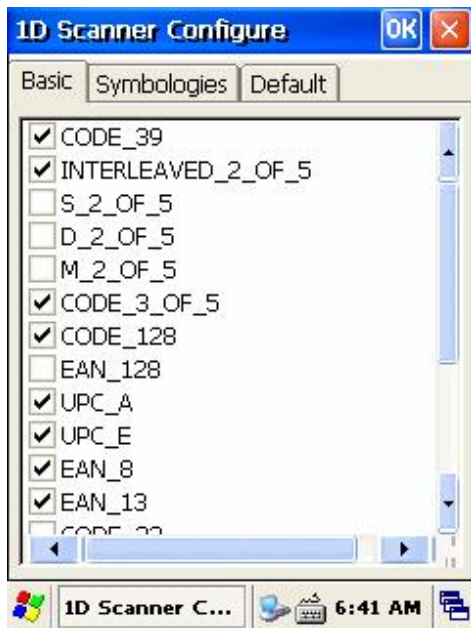 1D Scanner Configure OK
Basic Symbologies Default
CODE_39
INTERLEAVED_2_OF_5
S_2_OF_5
D_2_OF_5
M_2_OF_5
CODE_3_OF_5
CODE_128
EAN_128
UPC_A
UPC_E
EAN_8
EAN_13
1D Scanner C... 6:41 AM